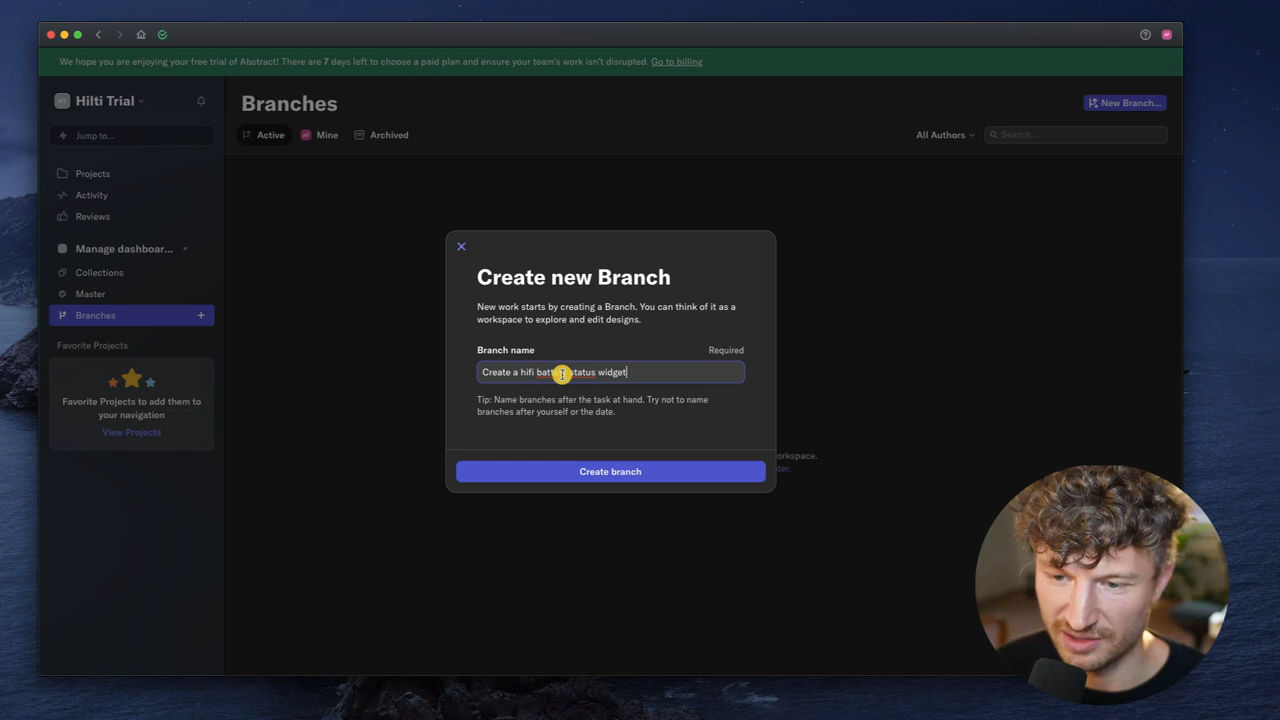 We hope you are enjoying your free trial of Abstract! There are 7 days left to choose a paid plan and ensure your team's work isn't disrupted. Go to billing
HT Hilti Trial
Branches
New Branch...
Jump to...
Active
Mine
Archived
All Authors
Search...
Projects
Activity
Reviews
Manage dashboar...
Collections
Master
Branches +
Favorite Projects
Favorite Projects to add them to
your navigation
View Projects
Create new Branch
New work starts by creating a Branch. You can think of it as a
workspace to explore and edit designs.
Branch name
Required
Create a hifi status widget
Tip: Name branches after the task at hand. Try not to name
branches after yourself or the date.
Create branch